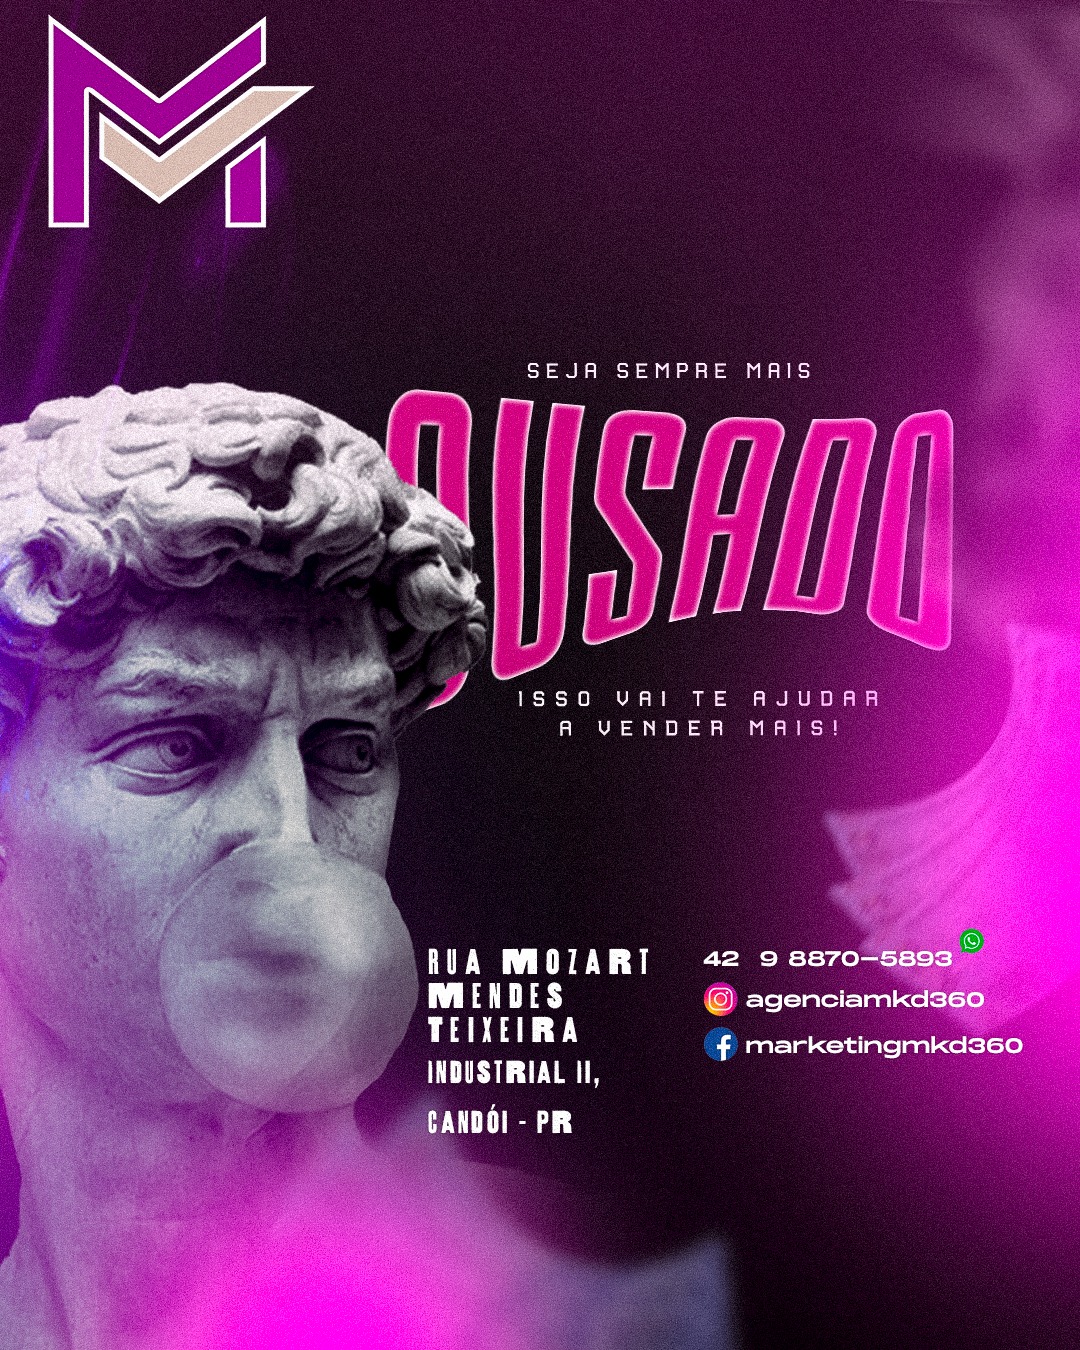 SEJA SEMPRE MAIS
OUSADO
ISSO VAI TE AJUDAR
A VENDER MAIS!
RUA MOZART
MENDES
TEIXEIRA
INDUSTRIAL II,
CANDÓI - PR
42 9 8870-5893
agenciamkd360
marketingmkd360